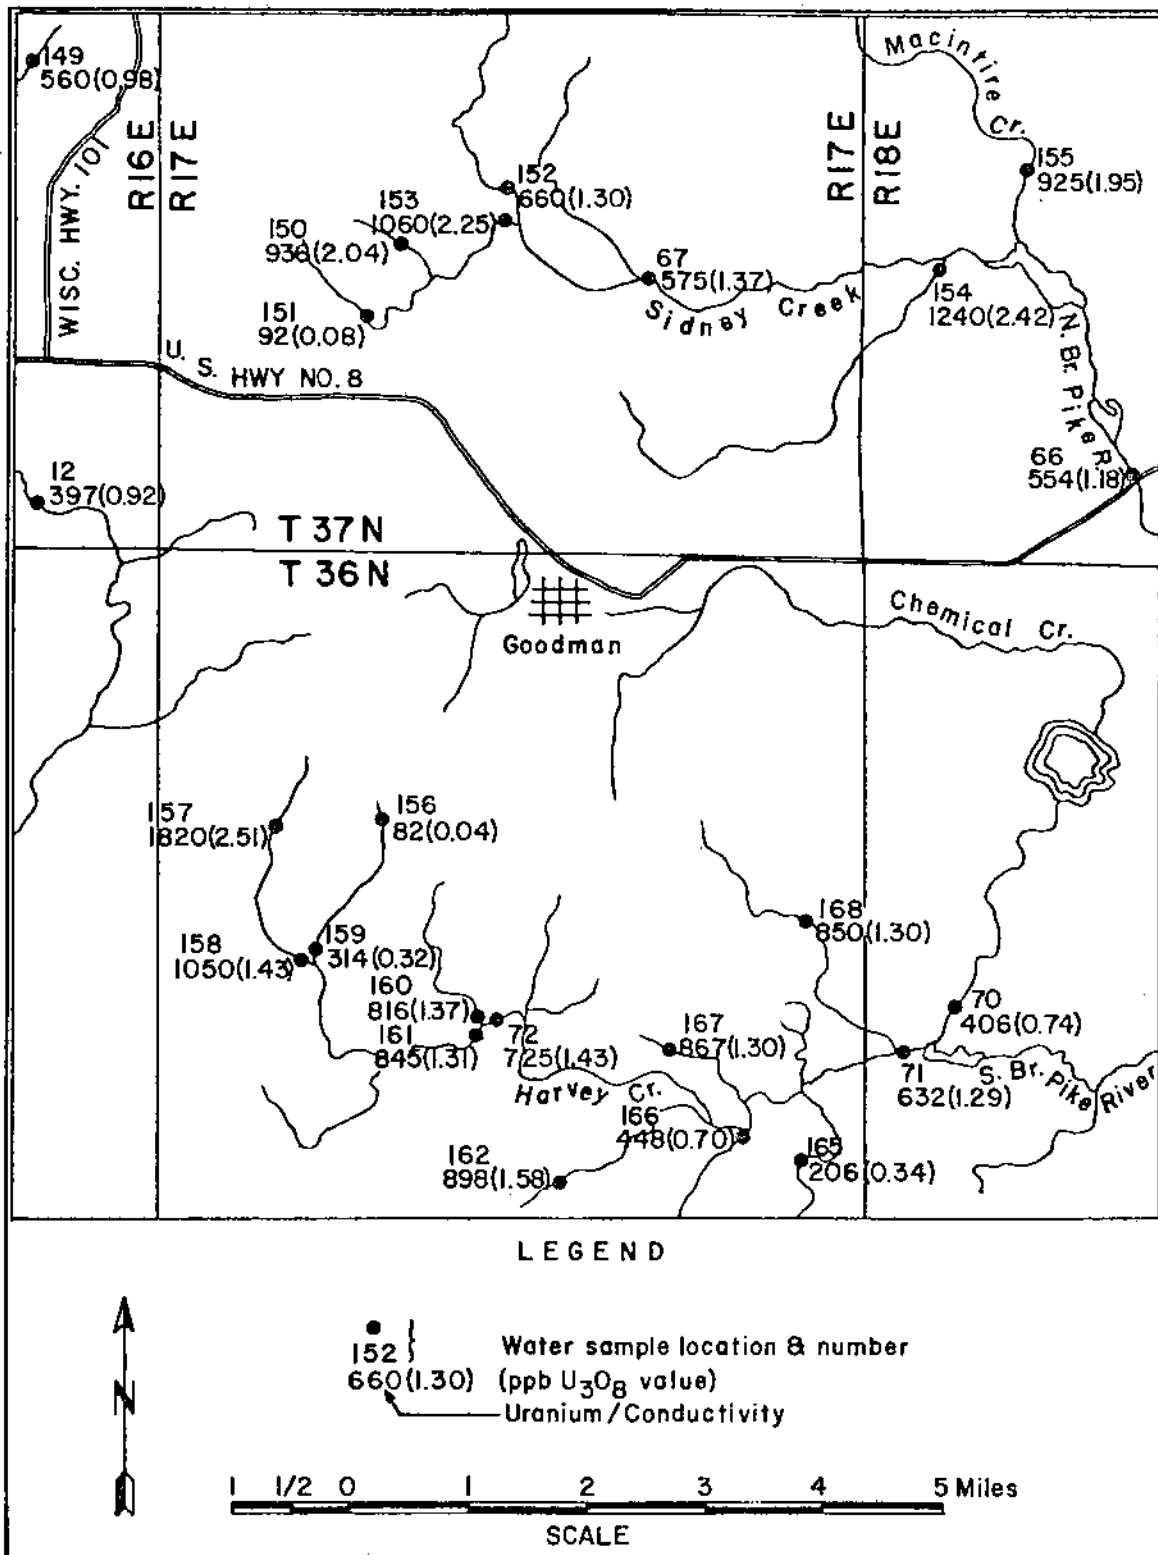 149
560(0.98)
WISC. HWY. 101
R16E
R17E
R17E
R18E
Macintire Cr.
152
660(1.30)
155
925(1.95)
153
1060(2.25)
150
936(2.04)
67
575(1.37)
Sidney Creek
154
1240(2.42)
151
92(0.08)
N. Br. Pike R.
U. S. HWY NO. 8
12
397(0.92)
66
554(1.18)
T 37N
T 36N
Goodman
Chemical Cr.
157
1820(2.51)
156
82(0.04)
168
850(1.30)
158
1050(1.43)
159
314(0.32)
160
816(1.37)
161
845(1.31)
72
725(1.43)
167
867(1.30)
70
406(0.74)
71
632(1.29)
S. Br. Pike River
Harvey Cr.
166
448(0.70)
162
898(1.58)
165
206(0.34)
LEGEND
152
660(1.30)
Water sample location & number
(ppb U3O8 value)
Uranium/Conductivity
N
1 1/2 0 1 2 3 4 5 Miles
SCALE